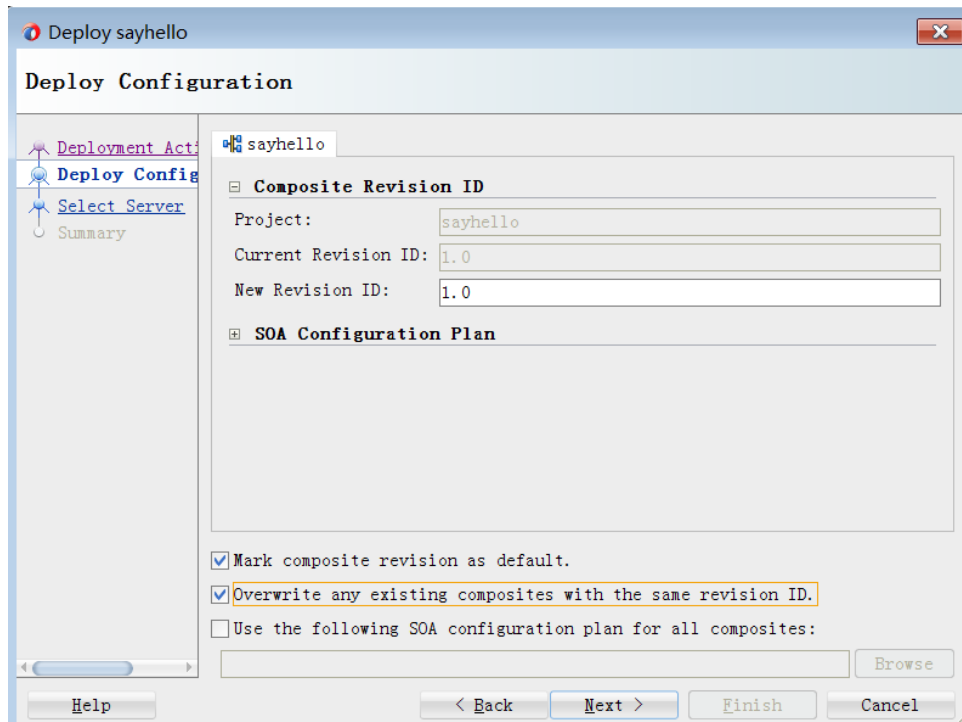 Deploy sayhello
Deploy Configuration
Deployment Acti
Deploy Config
Select Server
Summary
sayhello
Composite Revision ID
Project: sayhello
Current Revision ID: 1.0
New Revision ID: 1.0
SOA Configuration Plan
Mark composite revision as default.
Overwrite any existing composites with the same revision ID.
Use the following SOA configuration plan for all composites:
Browse
Help < Back Next > Finish Cancel